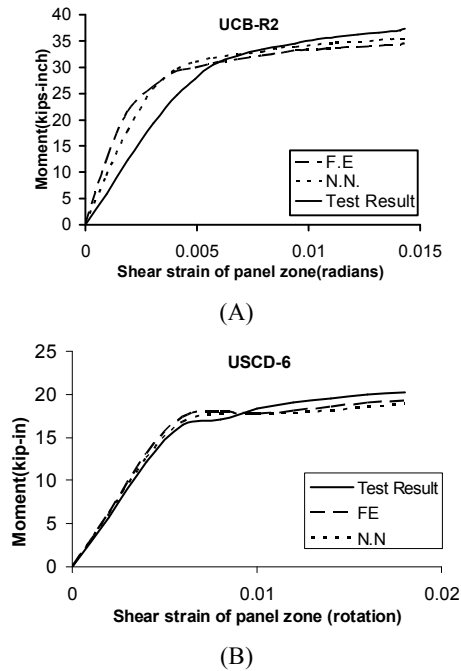 UCB-R2
Moment(kips-inch)
40
35
30
25
20
15
10
5
0
F.E
N.N.
Test Result
0
0.005
0.01
0.015
Shear strain of panel zone(radians)
(A)
USCD-6
Moment(kip-in)
25
20
15
10
5
0
Test Result
FE
N.N
0
0.01
0.02
Shear strain of panel zone (rotation)
(B)